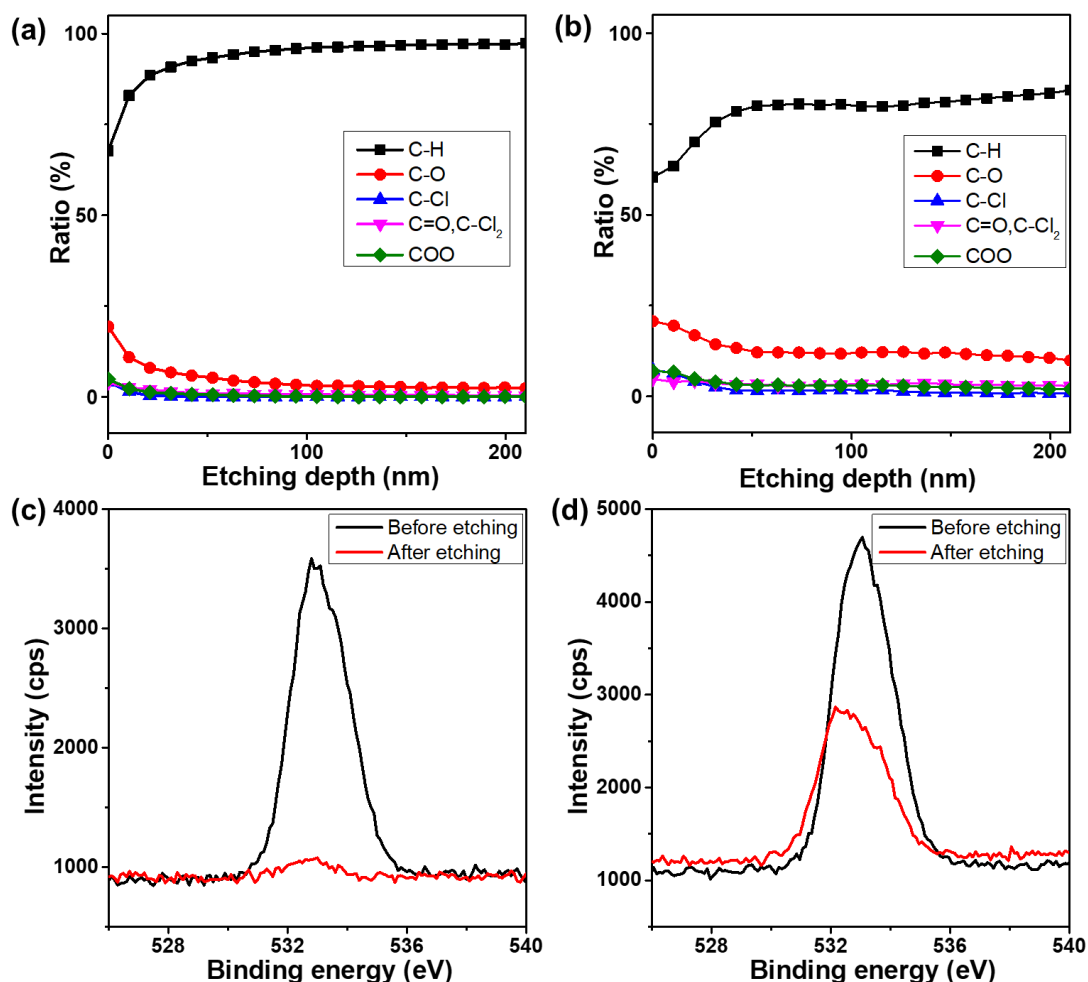 (a)
100
50
0
Ratio (%)
C-H
C-O
C-Cl
C=O,C-Cl₂
COO
0
100
200
Etching depth (nm)
(b)
100
50
0
Ratio (%)
C-H
C-O
C-Cl
C=O,C-Cl₂
COO
0
100
200
Etching depth (nm)
(c)
4000
3000
2000
1000
Intensity (cps)
Before etching
After etching
528
532
536
540
Binding energy (eV)
(d)
5000
4000
3000
2000
1000
Intensity (cps)
Before etching
After etching
528
532
536
540
Binding energy (eV)